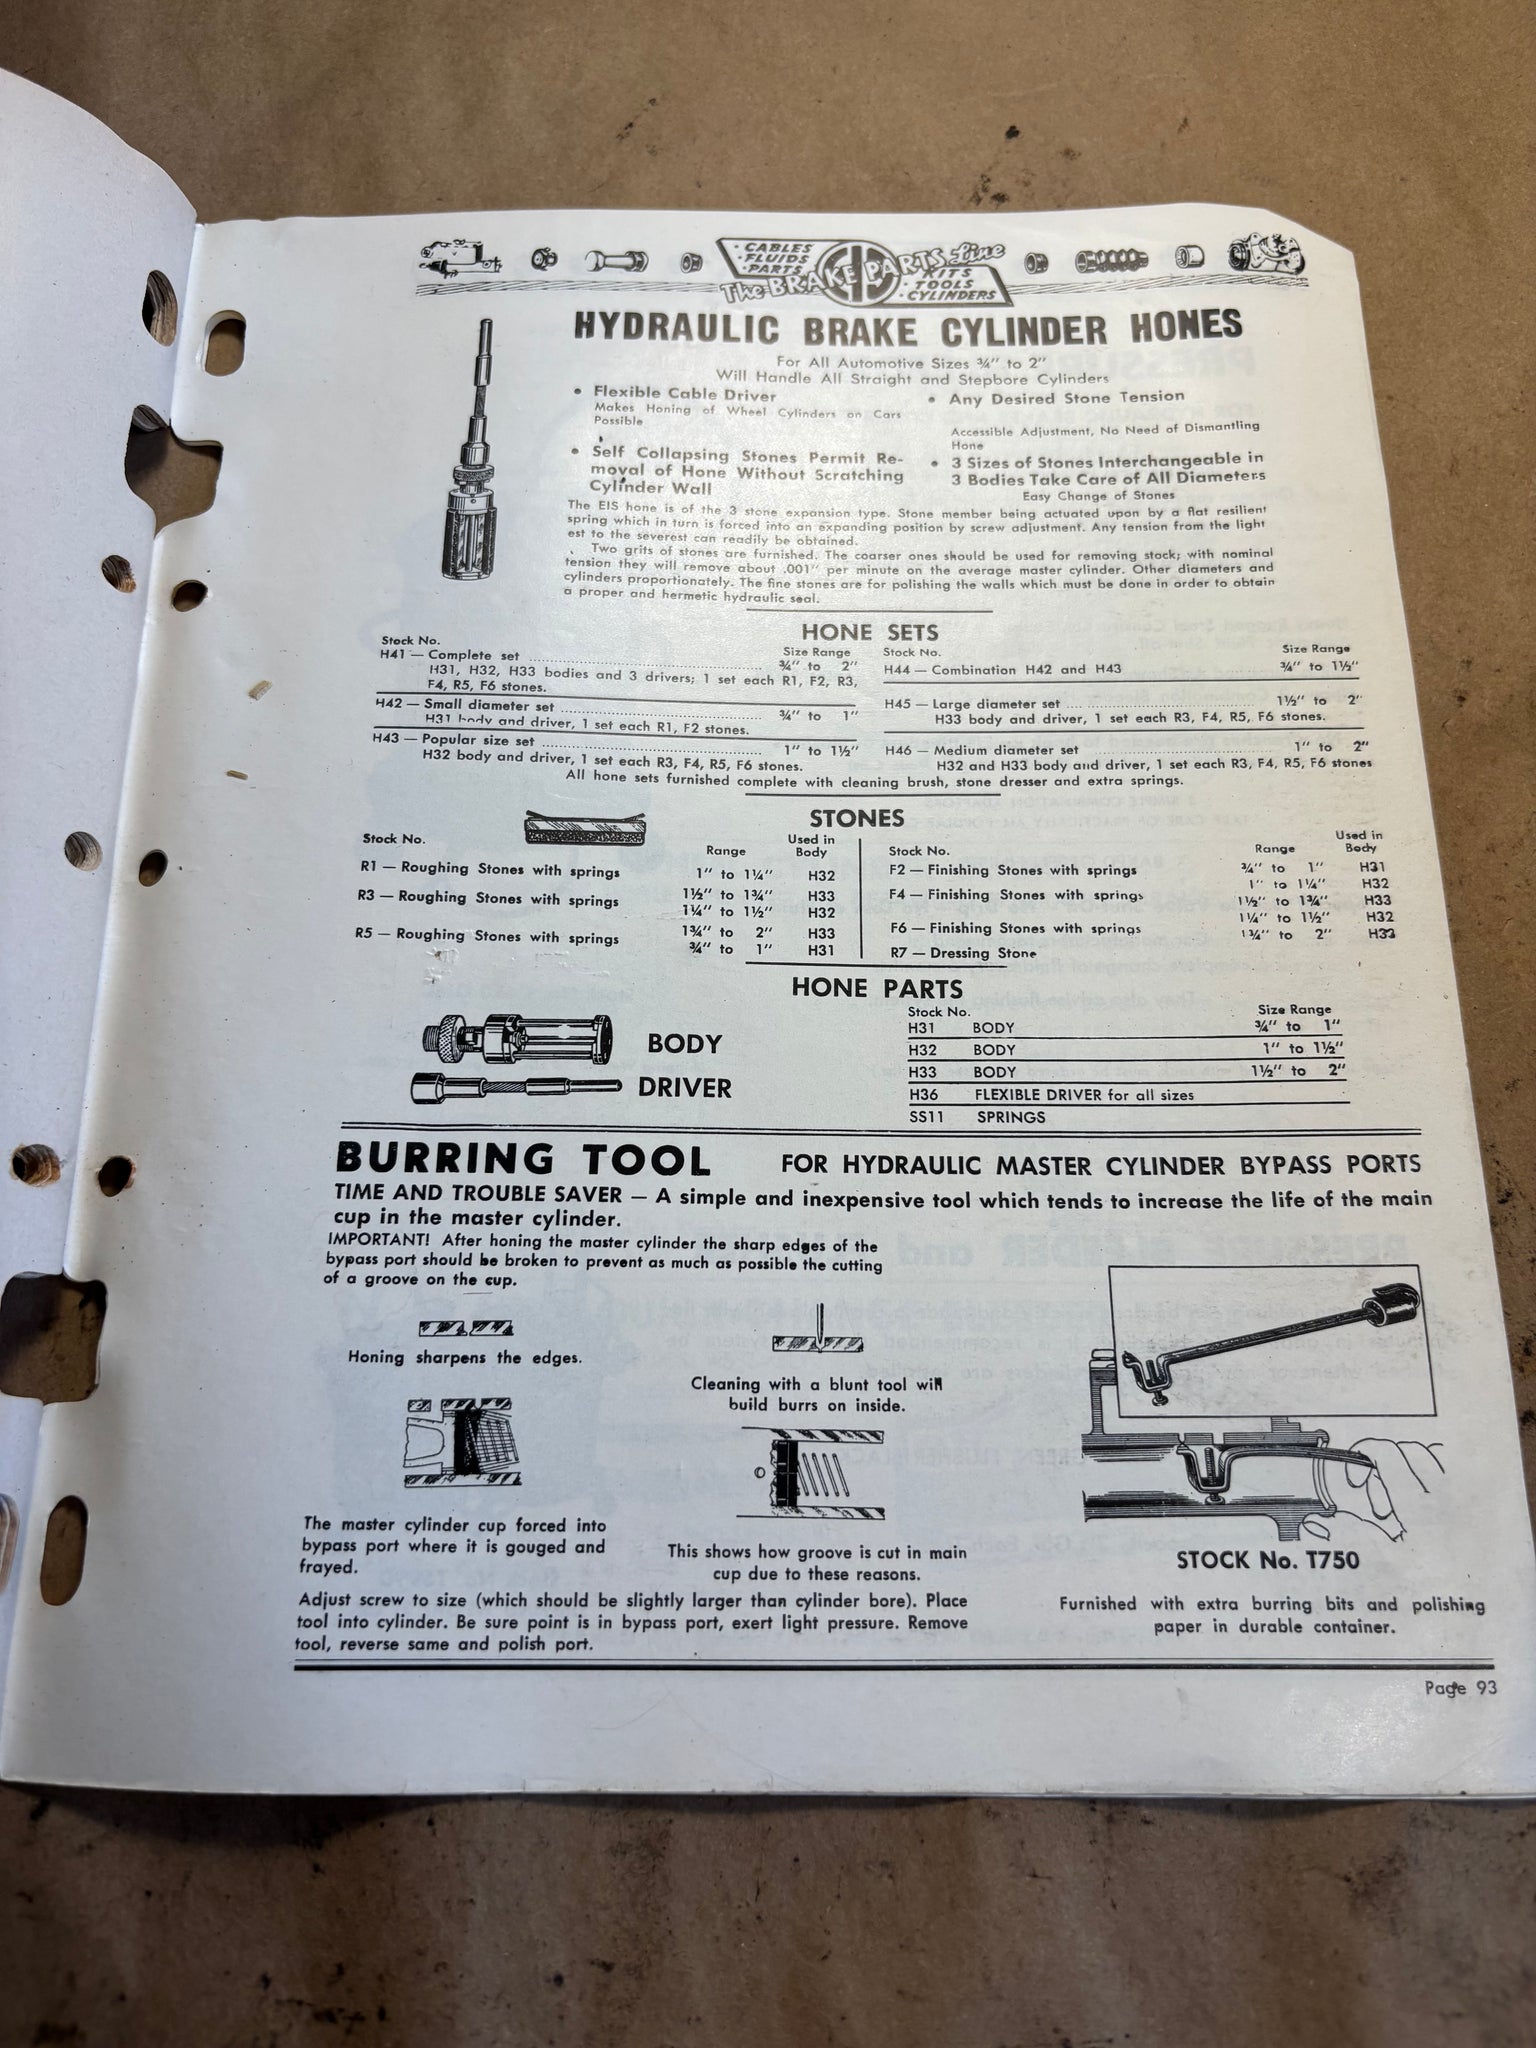 · CABLES
· FLUIDS
· PARTS
The BRAKE PARTS Line
KITS
· TOOLS
· CYLINDERS
HYDRAULIC BRAKE CYLINDER HONES
For All Automotive Sizes ¾" to 2"
Will Handle All Straight and Stepbore Cylinders
• Flexible Cable Driver
Makes Honing of Wheel Cylinders on Cars
Possible
• Self Collapsing Stones Permit Re-
moval of Hone Without Scratching
Cylinder Wall
• Any Desired Stone Tension
Accessible Adjustment, No Need of Dismantling
Hone
• 3 Sizes of Stones Interchangeable in
3 Bodies Take Care of All Diameters
Easy Change of Stones
The EIS hone is of the 3 stone expansion type. Stone member being actuated upon by a flat resilient
spring which in turn is forced into an expanding position by screw adjustment. Any tension from the light
est to the severest can readily be obtained.
Two grits of stones are furnished. The coarser ones should be used for removing stock; with nominal
tension they will remove about .001" per minute on the average master cylinder. Other diameters and
cylinders proportionately. The fine stones are for polishing the walls which must be done in order to obtain
a proper and hermetic hydraulic seal.
HONE SETS
Stock No. Size Range
H41 — Complete set ¾" to 2"
H31, H32, H33 bodies and 3 drivers; 1 set each R1, F2, R3,
F4, R5, F6 stones.
H42 — Small diameter set ¾" to 1"
H31 body and driver, 1 set each R1, F2 stones.
H43 — Popular size set 1" to 1½"
H32 body and driver, 1 set each R3, F4, R5, F6 stones.
Stock No. Size Range
H44 — Combination H42 and H43 ¾" to 1½"
H45 — Large diameter set 1½" to 2"
H33 body and driver, 1 set each R3, F4, R5, F6 stones.
H46 — Medium diameter set 1" to 2"
H32 and H33 body and driver, 1 set each R3, F4, R5, F6 stones
All hone sets furnished complete with cleaning brush, stone dresser and extra springs.
STONES
Stock No. Range Used in Body
R1 — Roughing Stones with springs 1" to 1¼" H32
R3 — Roughing Stones with springs 1½" to 1¾" H33
1¼" to 1½" H32
R5 — Roughing Stones with springs 1¾" to 2" H33
¾" to 1" H31
Stock No. Range Used in Body
F2 — Finishing Stones with springs ¾" to 1" H31
1" to 1¼" H32
F4 — Finishing Stones with springs 1½" to 1¾" H33
1¼" to 1½" H32
F6 — Finishing Stones with springs 1¾" to 2" H33
R7 — Dressing Stone
HONE PARTS
BODY
DRIVER
Stock No. Size Range
H31 BODY ¾" to 1"
H32 BODY 1" to 1½"
H33 BODY 1½" to 2"
H36 FLEXIBLE DRIVER for all sizes
SS11 SPRINGS
BURRING TOOL FOR HYDRAULIC MASTER CYLINDER BYPASS PORTS
TIME AND TROUBLE SAVER — A simple and inexpensive tool which tends to increase the life of the main
cup in the master cylinder.
IMPORTANT! After honing the master cylinder the sharp edges of the
bypass port should be broken to prevent as much as possible the cutting
of a groove on the cup.
Honing sharpens the edges.
Cleaning with a blunt tool will
build burrs on inside.
The master cylinder cup forced into
bypass port where it is gouged and
frayed.
This shows how groove is cut in main
cup due to these reasons.
Adjust screw to size (which should be slightly larger than cylinder bore). Place
tool into cylinder. Be sure point is in bypass port, exert light pressure. Remove
tool, reverse same and polish port.
STOCK No. T750
Furnished with extra burring bits and polishing
paper in durable container.
Page 93